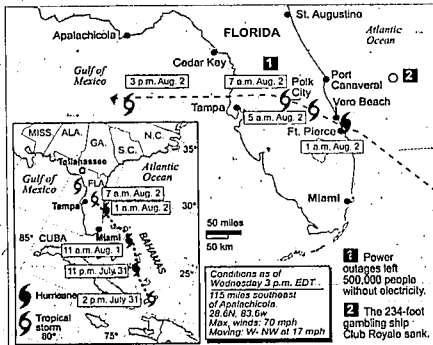 FLORIDA
St. Augustino
Atlantic
Ocean
Apalachicola
Cedar Key
1
Gulf of
Mexico
3 p.m. Aug. 2
7 a.m. Aug. 2
Polk
City
Port
Canaveral
2
Tampa
5 a.m. Aug. 2
Vero Beach
Ft. Pierce
1 a.m. Aug. 2
Miami
50 miles
50 km
MISS.
ALA.
GA.
N.C.
S.C.
Tallahassee
Atlantic
Ocean
Gulf of
Mexico
FLA
7 a.m. Aug. 2
1 a.m. Aug. 2
35°
30°
Tampa
85°
Miami
CUBA
11 a.m. Aug. 1
BAHAMAS
11 p.m. July 31
25°
2 p.m. July 31
Hurricane
Tropical
storm
80°
75°
Conditions as of
Wednesday 3 p.m. EDT
115 miles southeast
of Apalachicola.
28.6N, 83.6w
Max. winds: 70 mph
Moving: W- NW at 17 mph
1 Power
outages left
500,000 people
without electricity.
2 The 234-foot
gambling ship
Club Royale sank.